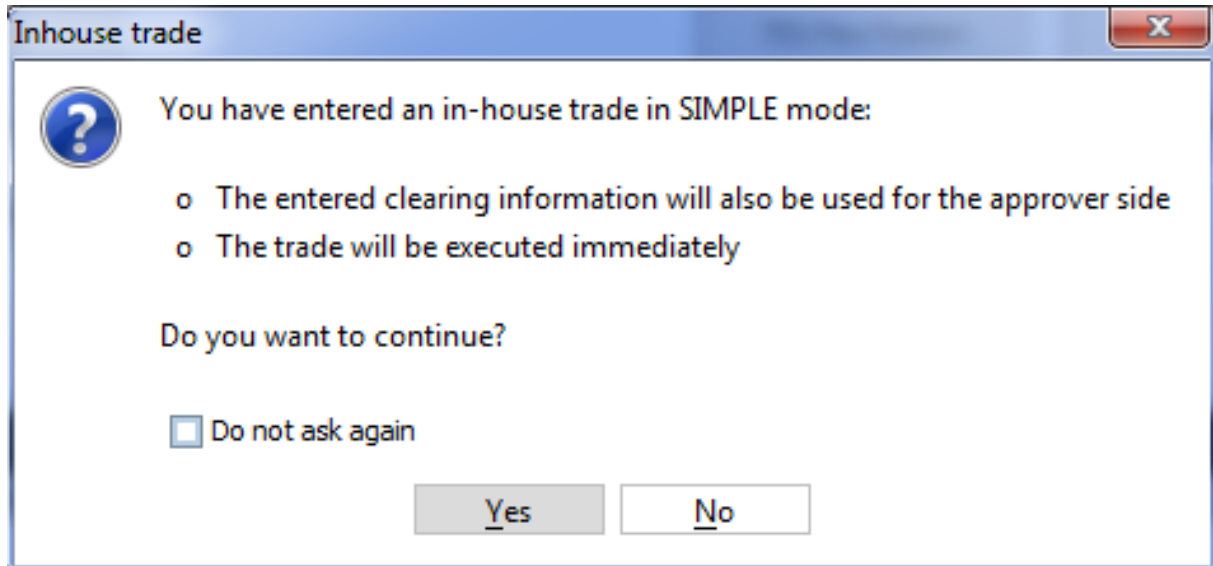 Inhouse trade
You have entered an in-house trade in SIMPLE mode:
o The entered clearing information will also be used for the approver side
o The trade will be executed immediately
Do you want to continue?
Do not ask again
Yes
No